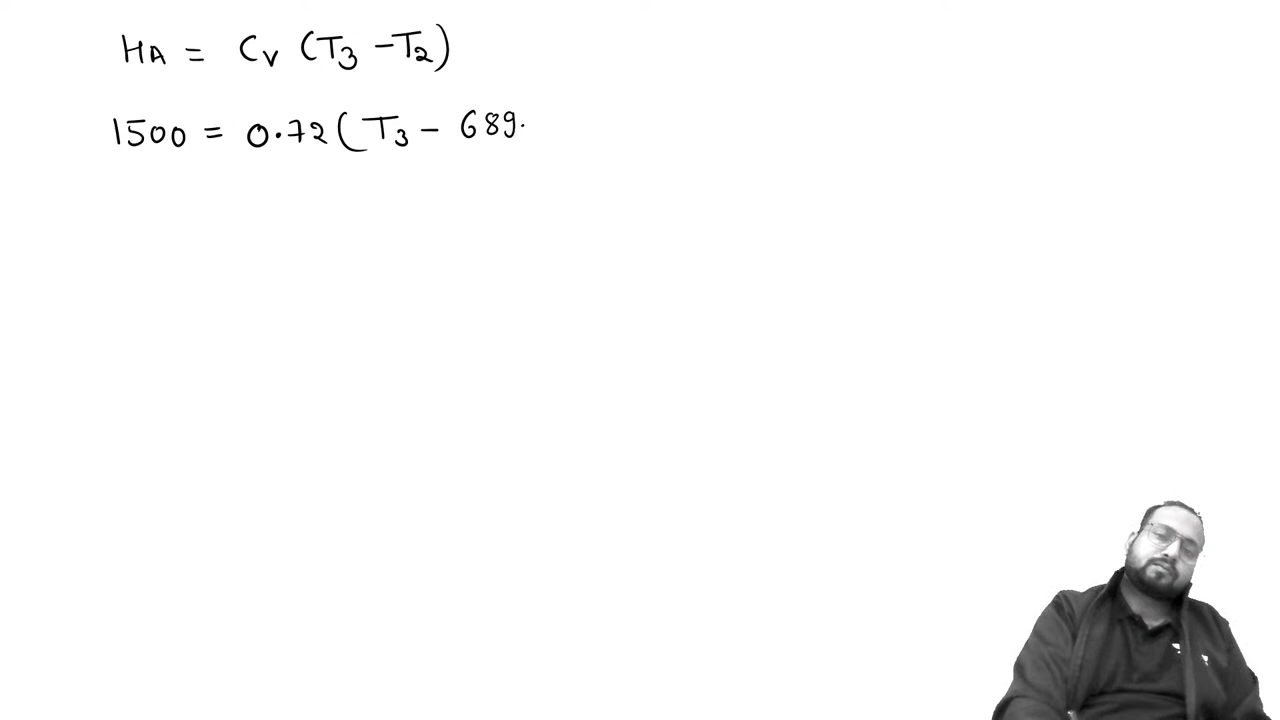 HA = Cv (T3 - T2)
1500 = 0.72 ( T3 - 689.